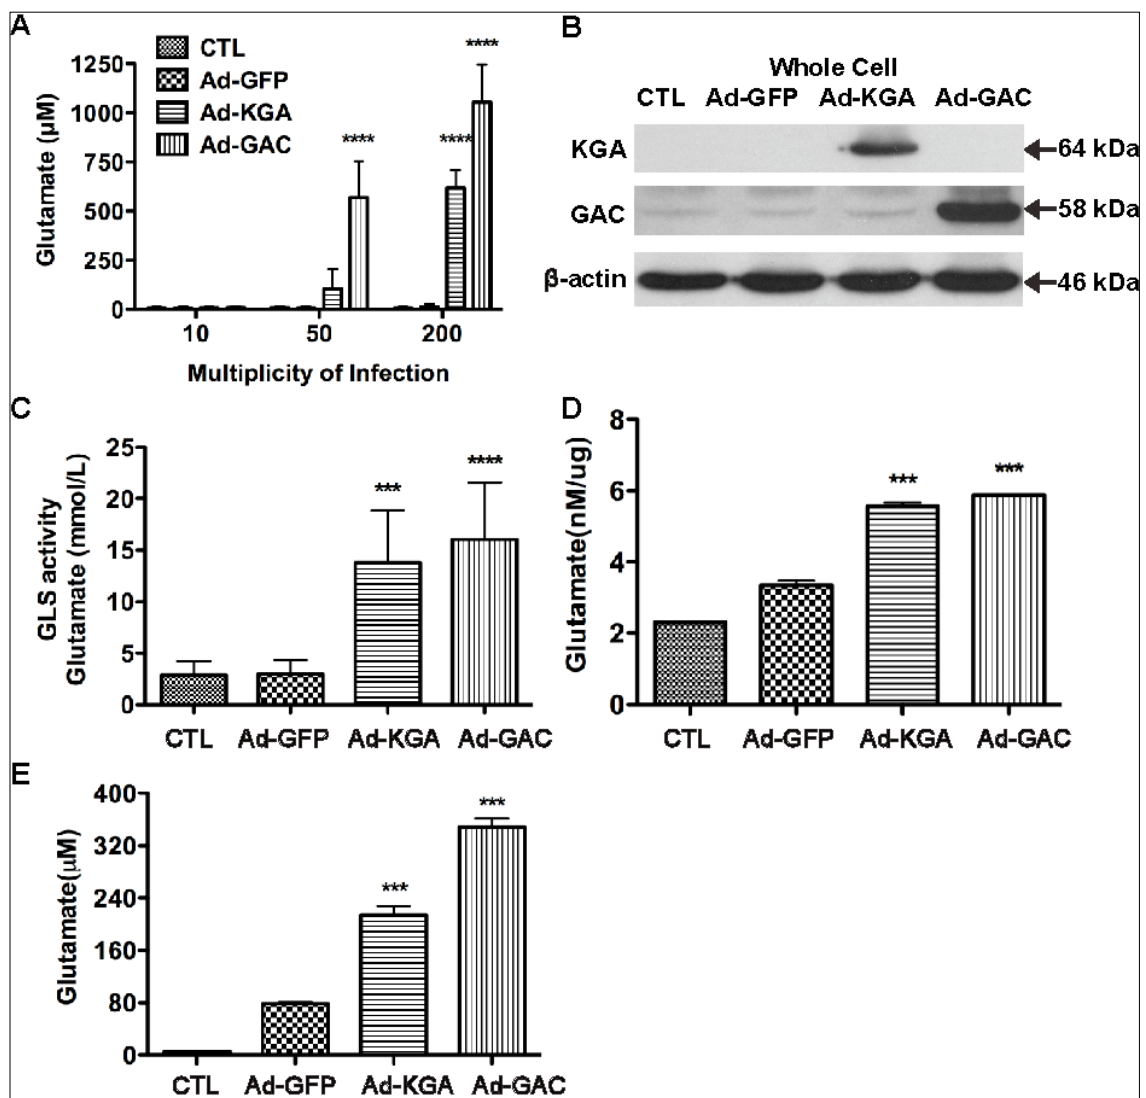 A
CTL
Ad-GFP
Ad-KGA
Ad-GAC
****
****
****
1250
1000
750
500
250
0
Glutamate (µM)
10 50 200
Multiplicity of Infection
B
Whole Cell
CTL Ad-GFP Ad-KGA Ad-GAC
KGA 64 kDa
GAC 58 kDa
β-actin 46 kDa
C
25
20
15
10
5
0
GLS activity
Glutamate (mmol/L)
*** ****
CTL Ad-GFP Ad-KGA Ad-GAC
D
8
6
4
2
0
Glutamate(nM/ug)
*** ***
CTL Ad-GFP Ad-KGA Ad-GAC
E
400
320
240
160
80
0
Glutamate(µM)
*** ***
CTL Ad-GFP Ad-KGA Ad-GAC